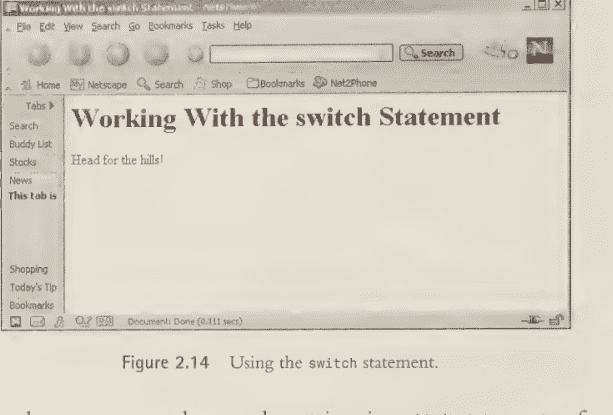 Working With the switch Statement - Netscape
File Edit View Search Go Bookmarks Tasks Help
Search
N
Home My Netscape Search Shop Bookmarks Net2Phone
Tabs
Search
Buddy List
Stocks
News
This tab is
Shopping
Today's Tip
Bookmarks
Working With the switch Statement
Head for the hills!
Document: Done (0.111 secs)
Figure 2.14 Using the switch statement.